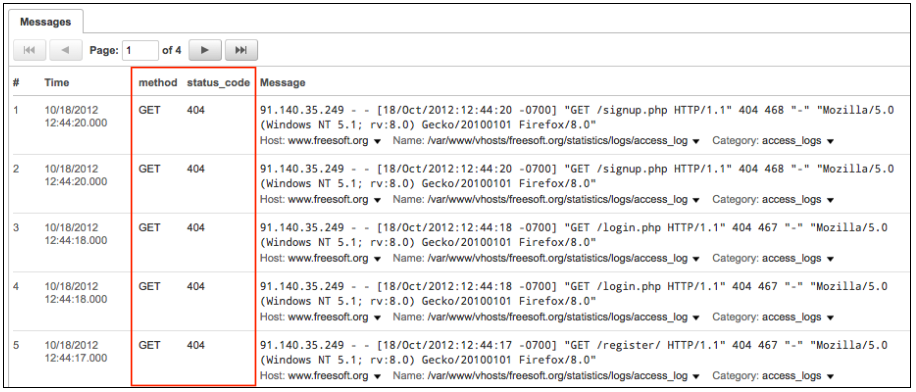 Messages
Page: 1 of 4
# Time method status_code Message
1 10/18/2012 GET 404 91.140.35.249 - - [18/Oct/2012:12:44:20 -0700] "GET /signup.php HTTP/1.1" 404 468 "-" "Mozilla/5.0
12:44:20.000 (Windows NT 5.1; rv:8.0) Gecko/20100101 Firefox/8.0"
Host: www.freesoft.org Name: /var/www/vhosts/freesoft.org/statistics/logs/access_log Category: access_logs
2 10/18/2012 GET 404 91.140.35.249 - - [18/Oct/2012:12:44:20 -0700] "GET /signup.php HTTP/1.1" 404 468 "-" "Mozilla/5.0
12:44:20.000 (Windows NT 5.1; rv:8.0) Gecko/20100101 Firefox/8.0"
Host: www.freesoft.org Name: /var/www/vhosts/freesoft.org/statistics/logs/access_log Category: access_logs
3 10/18/2012 GET 404 91.140.35.249 - - [18/Oct/2012:12:44:18 -0700] "GET /login.php HTTP/1.1" 404 467 "-" "Mozilla/5.0
12:44:18.000 (Windows NT 5.1; rv:8.0) Gecko/20100101 Firefox/8.0"
Host: www.freesoft.org Name: /var/www/vhosts/freesoft.org/statistics/logs/access_log Category: access_logs
4 10/18/2012 GET 404 91.140.35.249 - - [18/Oct/2012:12:44:18 -0700] "GET /login.php HTTP/1.1" 404 467 "-" "Mozilla/5.0
12:44:18.000 (Windows NT 5.1; rv:8.0) Gecko/20100101 Firefox/8.0"
Host: www.freesoft.org Name: /var/www/vhosts/freesoft.org/statistics/logs/access_log Category: access_logs
5 10/18/2012 GET 404 91.140.35.249 - - [18/Oct/2012:12:44:17 -0700] "GET /register/ HTTP/1.1" 404 467 "-" "Mozilla/5.0
12:44:17.000 (Windows NT 5.1; rv:8.0) Gecko/20100101 Firefox/8.0"
Host: www.freesoft.org Name: /var/www/vhosts/freesoft.org/statistics/logs/access_log Category: access_logs